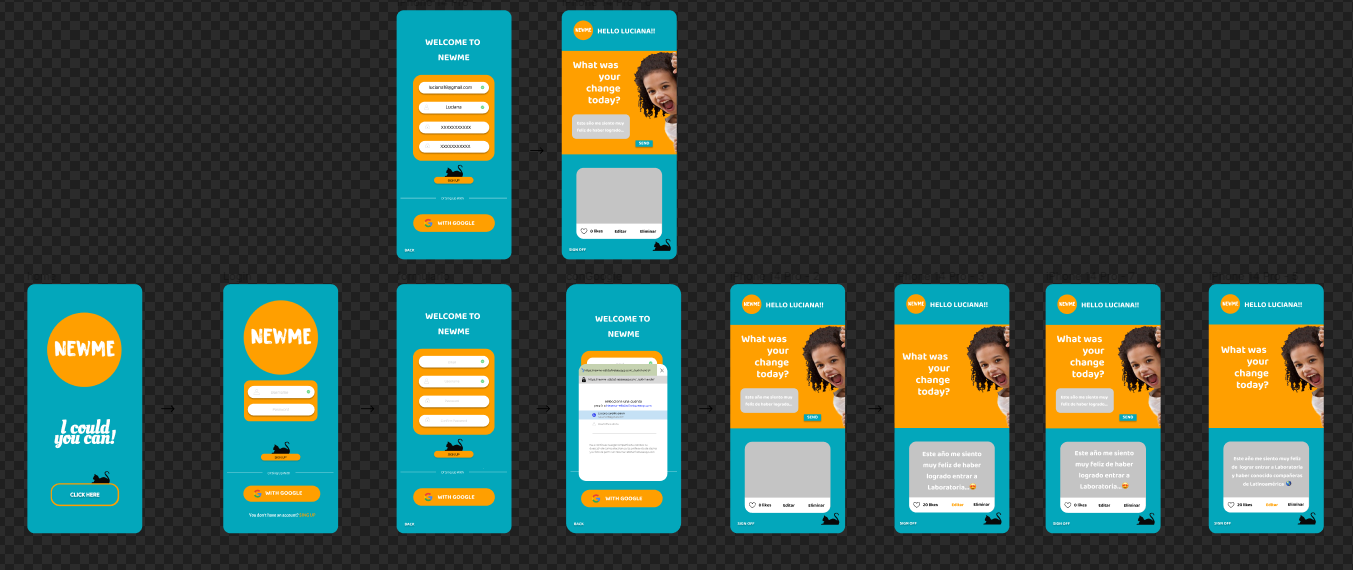 WELCOME TO
NEWME
luciana18@gmail.com
Luciana
XXXXXXXXXX
XXXXXXXXXX
SIGN UP
WITH GOOGLE
BACK
NEWME
HELLO LUCIANA!!
What was
your
change
today?
Este año me siento muy
feliz de haber logrado...
SEND
0 likes
Editar
Eliminar
SIGN OFF
NEWME
I could
you can!
CLICK HERE
NEWME
SIGN UP
WITH GOOGLE
You don't have an account? SIGN UP
WELCOME TO
NEWME
SIGN UP
WITH GOOGLE
BACK
WELCOME TO
NEWME
WITH GOOGLE
BACK
NEWME
HELLO LUCIANA!!
What was
your
change
today?
Este año me siento muy
feliz de haber logrado...
SEND
0 likes
Editar
Eliminar
SIGN OFF
NEWME
HELLO LUCIANA!!
What was
your
change
today?
Este año me siento
muy feliz de haber
logrado entrar a
Laboratoria..🤩
20 likes
Editar
Eliminar
SIGN OFF
NEWME
HELLO LUCIANA!!
What was
your
change
today?
Este año me siento muy
feliz de haber logrado...
SEND
Este año me siento
muy feliz de haber
logrado entrar a
Laboratoria..🤩
0 likes
Editar
Eliminar
SIGN OFF
NEWME
HELLO LUCIANA!!
What was
your
change
today?
Este año me siento muy feliz
de lograr entrar a Laboratoria
y haber conocido compañeras
de Latinoamérica 🌎
20 likes
Editar
Eliminar
SIGN OFF